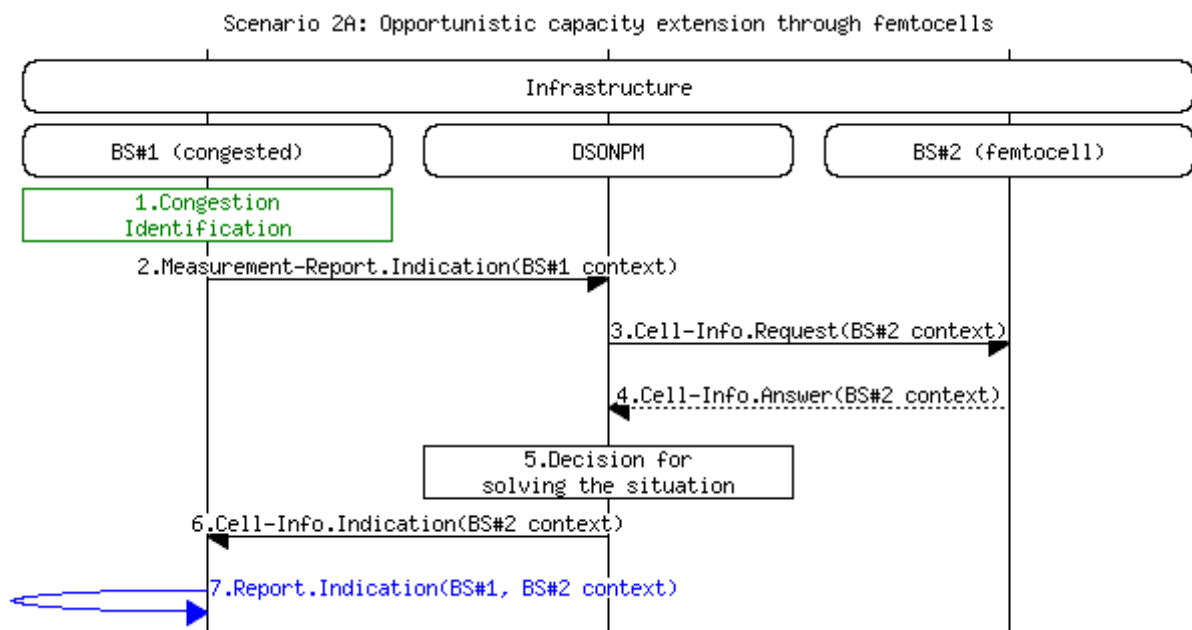 Scenario 2A: Opportunistic capacity extension through femtocells
Infrastructure
BS#1 (congested)
DSONPM
BS#2 (femtocell)
1.Congestion
Identification
2.Measurement-Report.Indication(BS#1 context)
3.Cell-Info.Request(BS#2 context)
4.Cell-Info.Answer(BS#2 context)
5.Decision for
solving the situation
6.Cell-Info.Indication(BS#2 context)
7.Report.Indication(BS#1, BS#2 context)